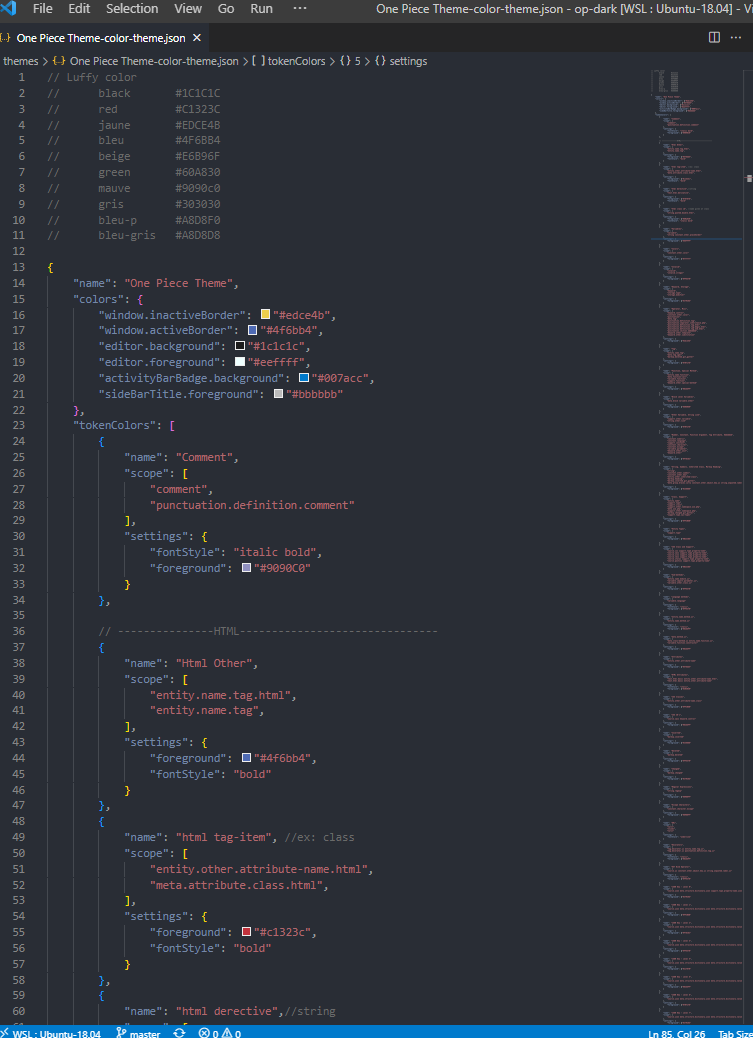 File Edit Selection View Go Run ··· One Piece Theme-color-theme.json - op-dark [WSL : Ubuntu-18.04] - Vi
{..} One Piece Theme-color-theme.json ×
themes > {..} One Piece Theme-color-theme.json > [ ] tokenColors > { } 5 > { } settings
1 // Luffy color
2 // black #1C1C1C
3 // red #C1323C
4 // jaune #EDCE4B
5 // bleu #4F6BB4
6 // beige #E6B96F
7 // green #60A830
8 // mauve #9090c0
9 // gris #303030
10 // bleu-p #A8D8F0
11 // bleu-gris #A8D8D8
12
13 {
14 "name": "One Piece Theme",
15 "colors": {
16 "window.inactiveBorder": "#edce4b",
17 "window.activeBorder": "#4f6bb4",
18 "editor.background": "#1c1c1c",
19 "editor.foreground": "#eeffff",
20 "activityBarBadge.background": "#007acc",
21 "sideBarTitle.foreground": "#bbbbbb"
22 },
23 "tokenColors": [
24 {
25 "name": "Comment",
26 "scope": [
27 "comment",
28 "punctuation.definition.comment"
29 ],
30 "settings": {
31 "fontStyle": "italic bold",
32 "foreground": "#9090C0"
33 }
34 },
35
36 // ---------------HTML-------------------------------
37 {
38 "name": "Html Other",
39 "scope": [
40 "entity.name.tag.html",
41 "entity.name.tag",
42 ],
43 "settings": {
44 "foreground": "#4f6bb4",
45 "fontStyle": "bold"
46 }
47 },
48 {
49 "name": "html tag-item", //ex: class
50 "scope": [
51 "entity.other.attribute-name.html",
52 "meta.attribute.class.html",
53 ],
54 "settings": {
55 "foreground": "#c1323c",
56 "fontStyle": "bold"
57 }
58 },
59 {
60 "name": "html derective",//string
WSL : Ubuntu-18.04 master 0 0 Ln 85, Col 26 Tab Size